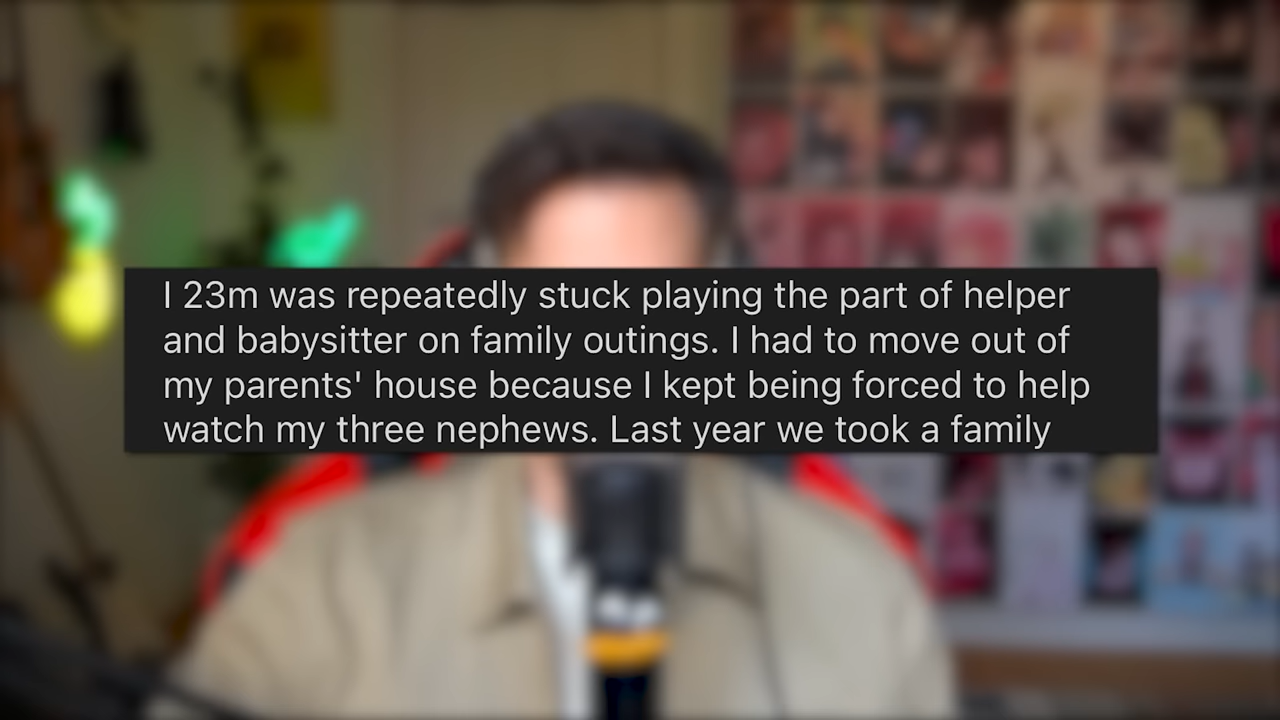 I 23m was repeatedly stuck playing the part of helper
and babysitter on family outings. I had to move out of
my parents' house because I kept being forced to help
watch my three nephews. Last year we took a family